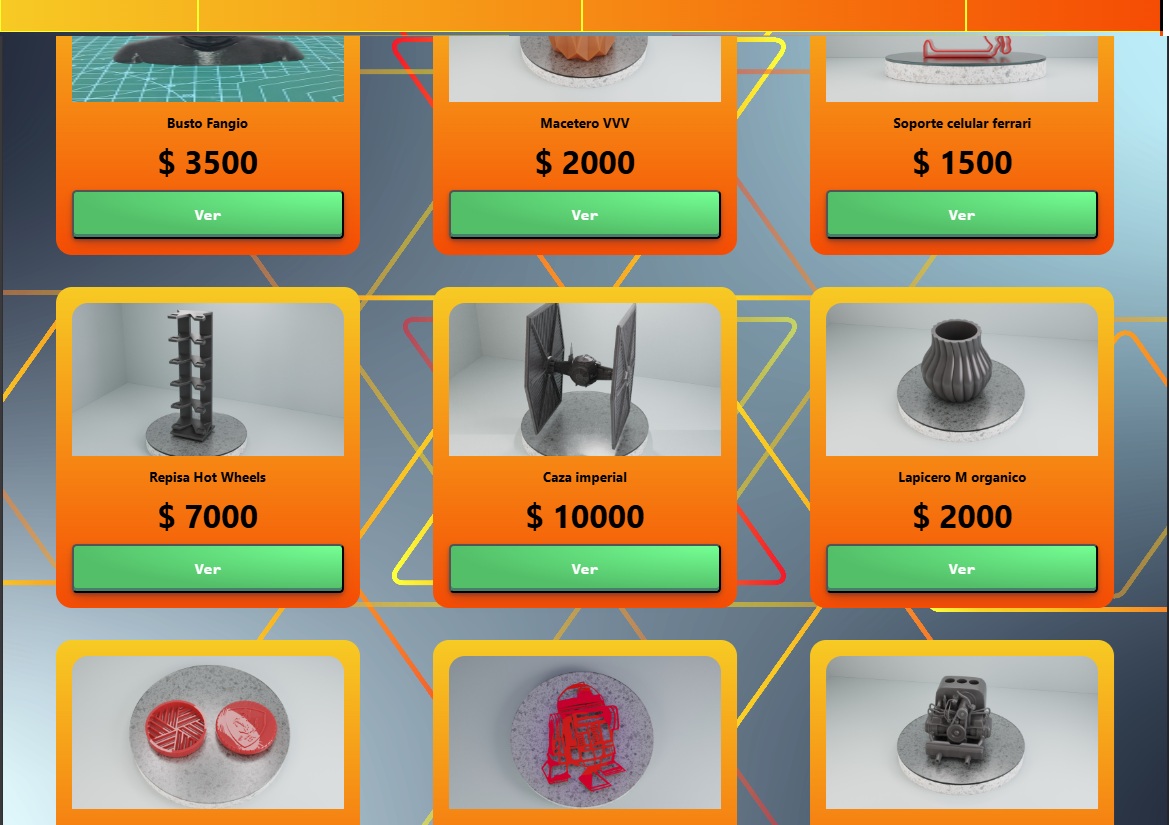 Busto Fangio
Macetero VVV
Soporte celular ferrari
$ 3500
$ 2000
$ 1500
Ver
Ver
Ver
Repisa Hot Wheels
Caza imperial
Lapicero M organico
$ 7000
$ 10000
$ 2000
Ver
Ver
Ver